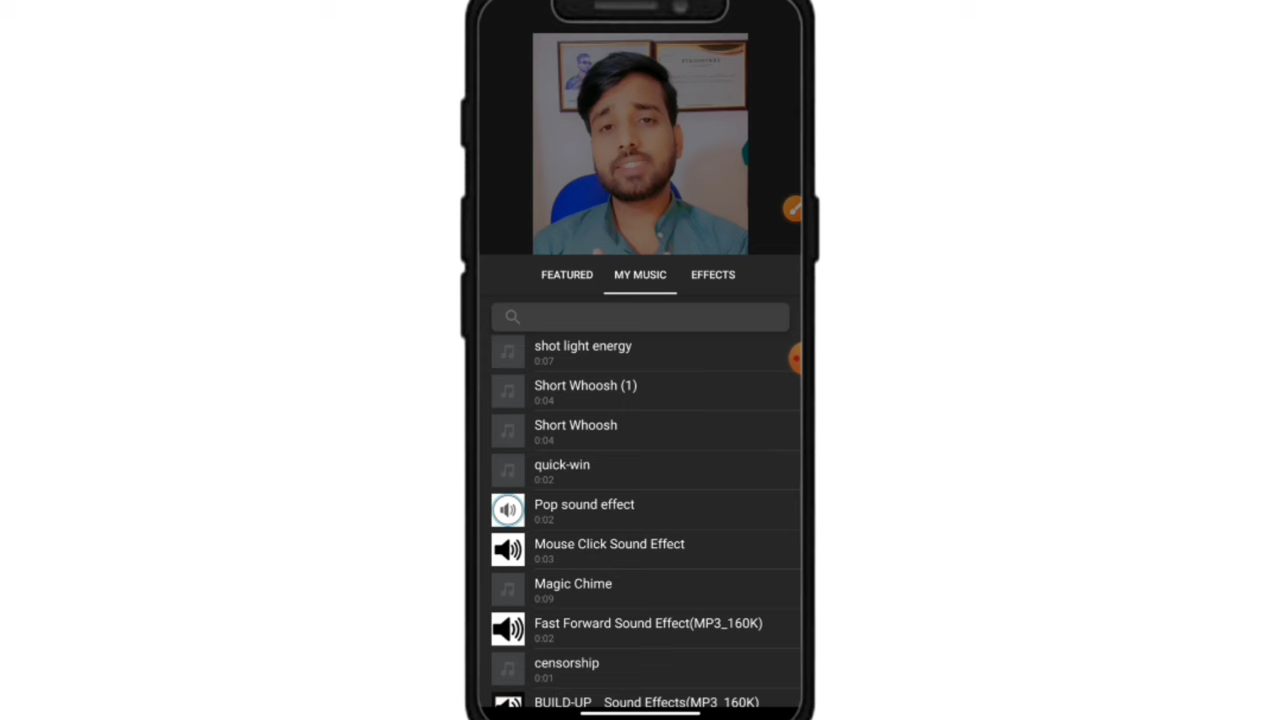 FEATURED
MY MUSIC
EFFECTS
shot light energy
0:07
Short Whoosh (1)
0:04
Short Whoosh
0:04
quick-win
0:02
Pop sound effect
0:02
Mouse Click Sound Effect
0:03
Magic Chime
0:09
Fast Forward Sound Effect(MP3_160K)
0:02
censorship
0:01
BUILD-UP Sound Effects(MP3_160K)